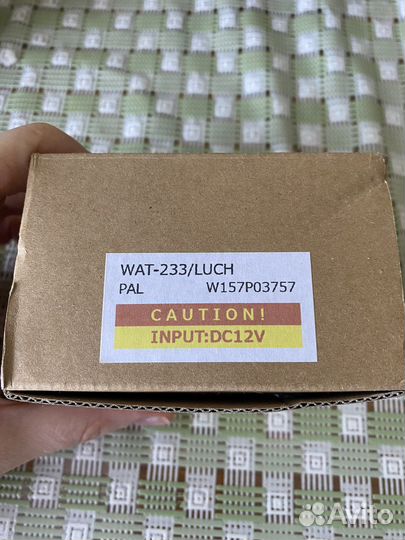 WAT-233/LUCH
PAL W157P03757
CAUTION!
INPUT:DC12V
Avito